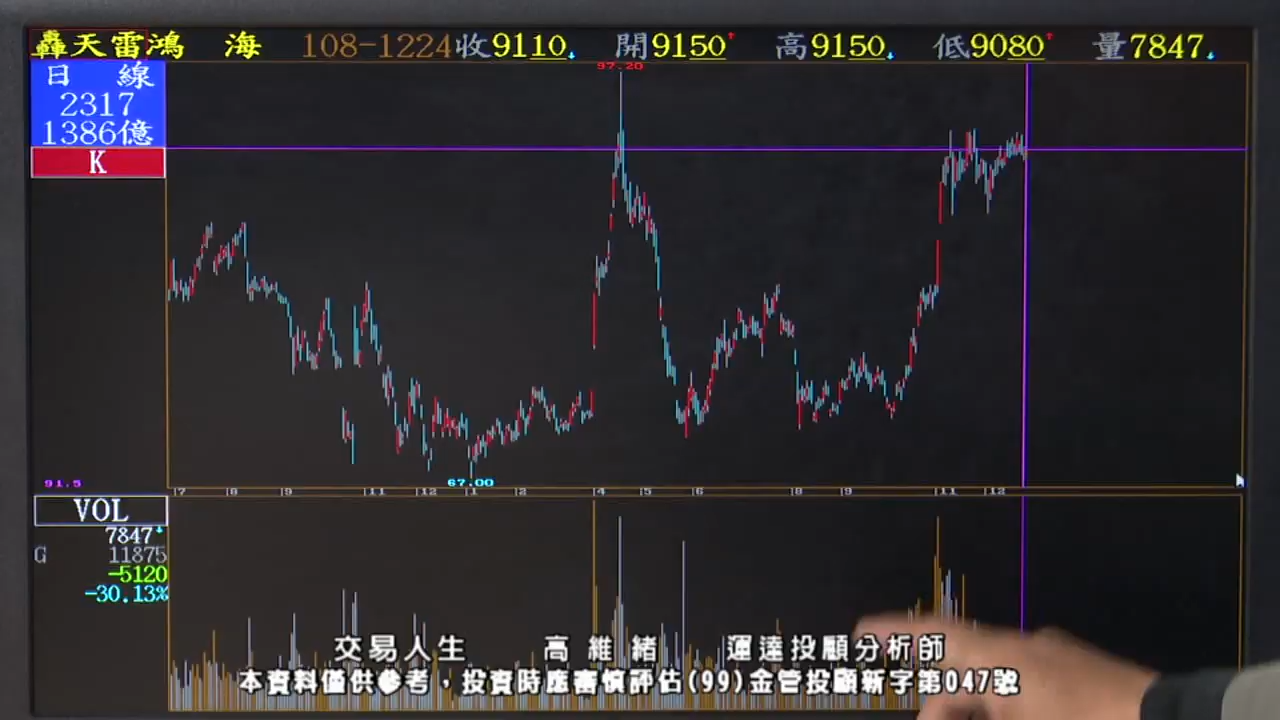 轟天雷鴻 海 108-1224收9110↓ 開9150↑ 高9150↓ 低9080↑ 量7847↓
日 線
2317
1386億
K
97.20
67.00
91.5
7 8 9 11 12 1 2 4 5 6 8 9 11 12
VOL
7847↓
G 11875
-5120
-30.13%
交易人生 高維緒 運達投顧分析師
本資料僅供參考，投資時應審慎評估(99)金管投顧新字第047號